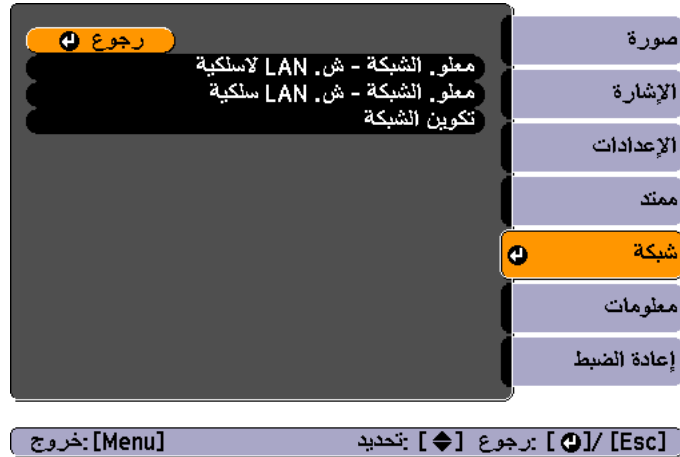 صورة
الإشارة
الإعدادات
ممتد
شبكة
معلومات
إعادة الضبط
رجوع
معلو. الشبكة - ش. LAN لاسلكية
معلو. الشبكة - ش. LAN سلكية
تكوين الشبكة
[Esc] /[ ] :رجوع [ ] :تحديد [Menu] :خروج